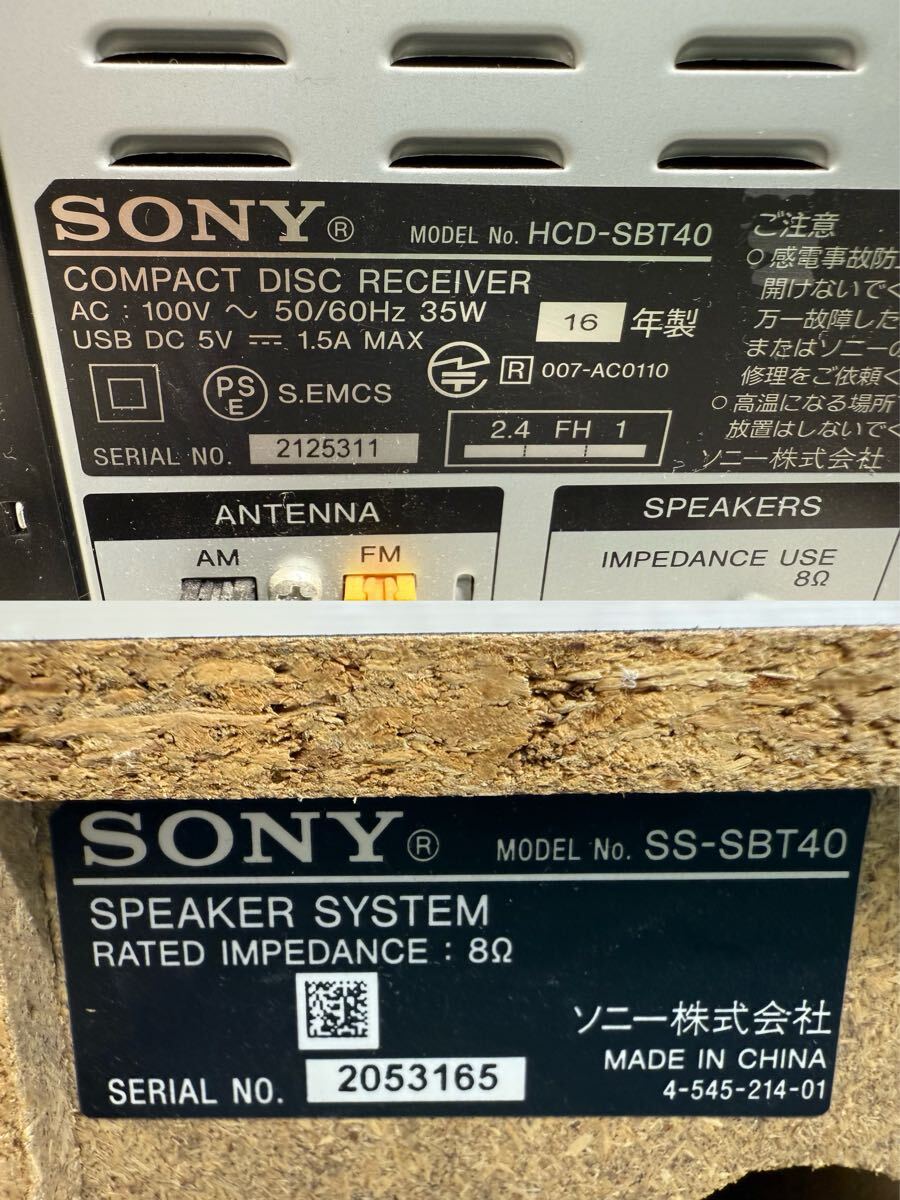 SONY® MODEL No. HCD-SBT40
COMPACT DISC RECEIVER
AC : 100V ～ 50/60Hz 35W
USB DC 5V ⎓ 1.5A MAX
16 年製
PS
E
S.EMCS
R 007-AC0110
SERIAL NO. 2125311
2.4 FH 1
ご注意
○感電事故防止
開けないでく
万一故障した
またはソニーの
修理をご依頼く
○高温になる場所
放置はしないでく
ソニー株式会社
ANTENNA
AM FM
SPEAKERS
IMPEDANCE USE
8Ω
SONY® MODEL No. SS-SBT40
SPEAKER SYSTEM
RATED IMPEDANCE : 8Ω
ソニー株式会社
MADE IN CHINA
SERIAL NO. 2053165
4-545-214-01